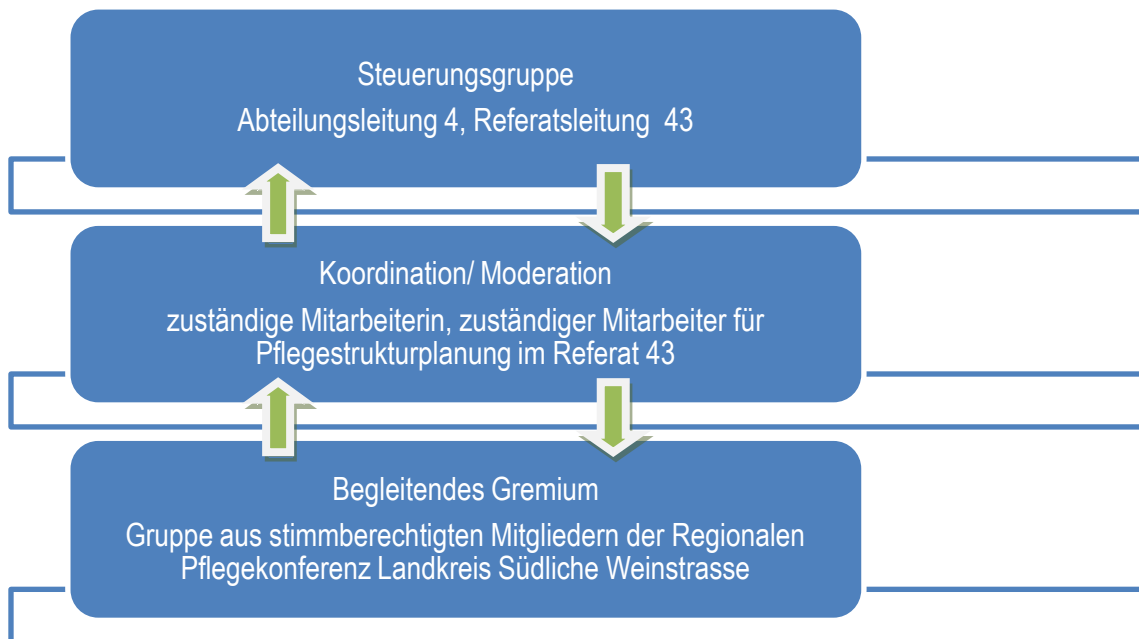 Steuerungsgruppe
Abteilungsleitung 4, Referatsleitung  43
Koordination/ Moderation
zuständige Mitarbeiterin, zuständiger Mitarbeiter für
Pflegestrukturplanung im Referat 43
Begleitendes Gremium
Gruppe aus stimmberechtigten Mitgliedern der Regionalen
Pflegekonferenz Landkreis Südliche Weinstrasse